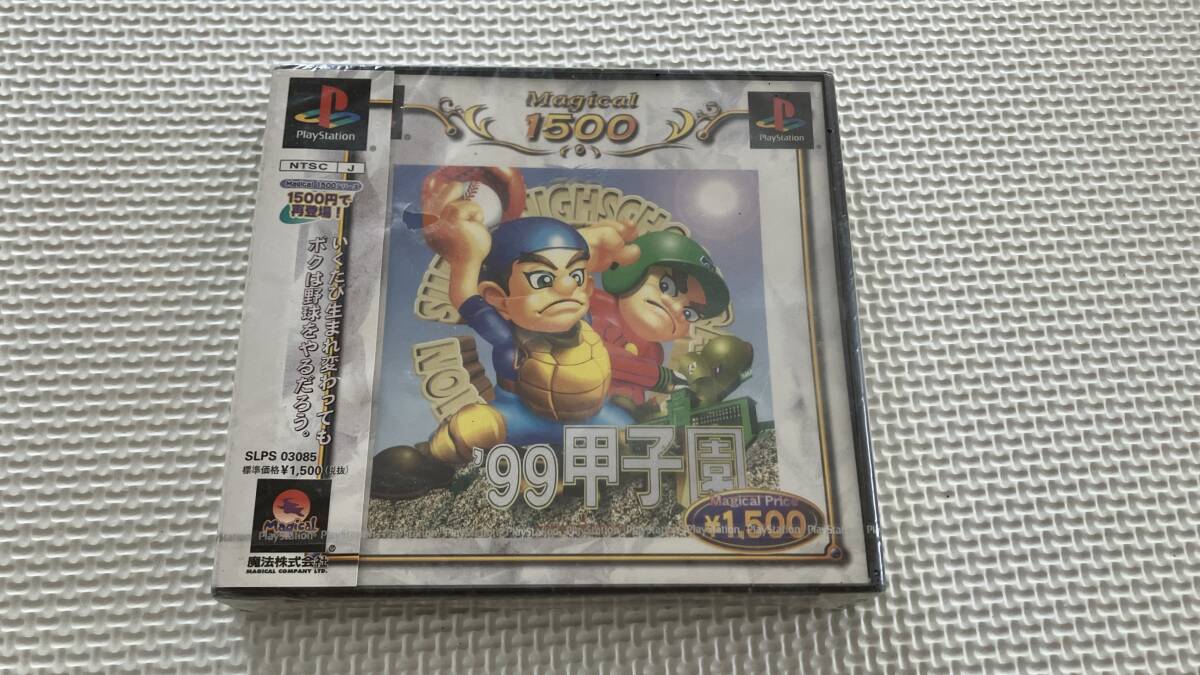 PlayStation
NTSC J
Magical 1500シリーズ
1500円で
再登場！
いくたび生まれ変わっても
ボクは野球をやるだろう。
SLPS 03085
標準価格¥1,500(税抜)
Magical
PlayStation
魔法株式会社
MAGICAL COMPANY LTD.
Magical
1500
PlayStation
HIGHSCH
'99甲子園
Magical Price
¥1,500
PlayStation PlayStation PlayStation